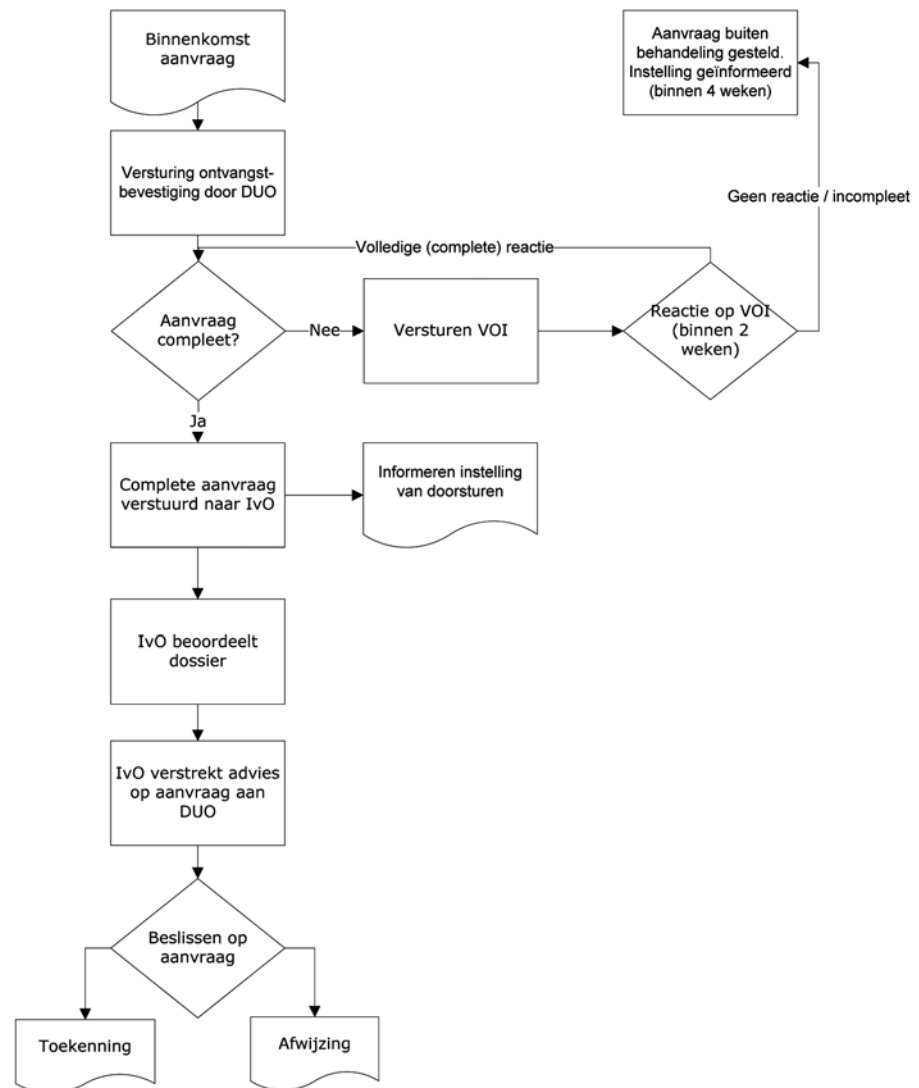 Binnenkomst
aanvraag
Aanvraag buiten
behandeling gesteld.
Instelling geïnformeerd
(binnen 4 weken)
Versturing ontvangst-
bevestiging door DUO
Geen reactie / incompleet
Volledige (complete) reactie
Aanvraag
compleet?
Nee
Versturen VOI
Reactie op VOI
(binnen 2
weken)
Ja
Complete aanvraag
verstuurd naar IvO
Informeren instelling
van doorsturen
IvO beoordeelt
dossier
IvO verstrekt advies
op aanvraag aan
DUO
Beslissen op
aanvraag
Toekenning
Afwijzing